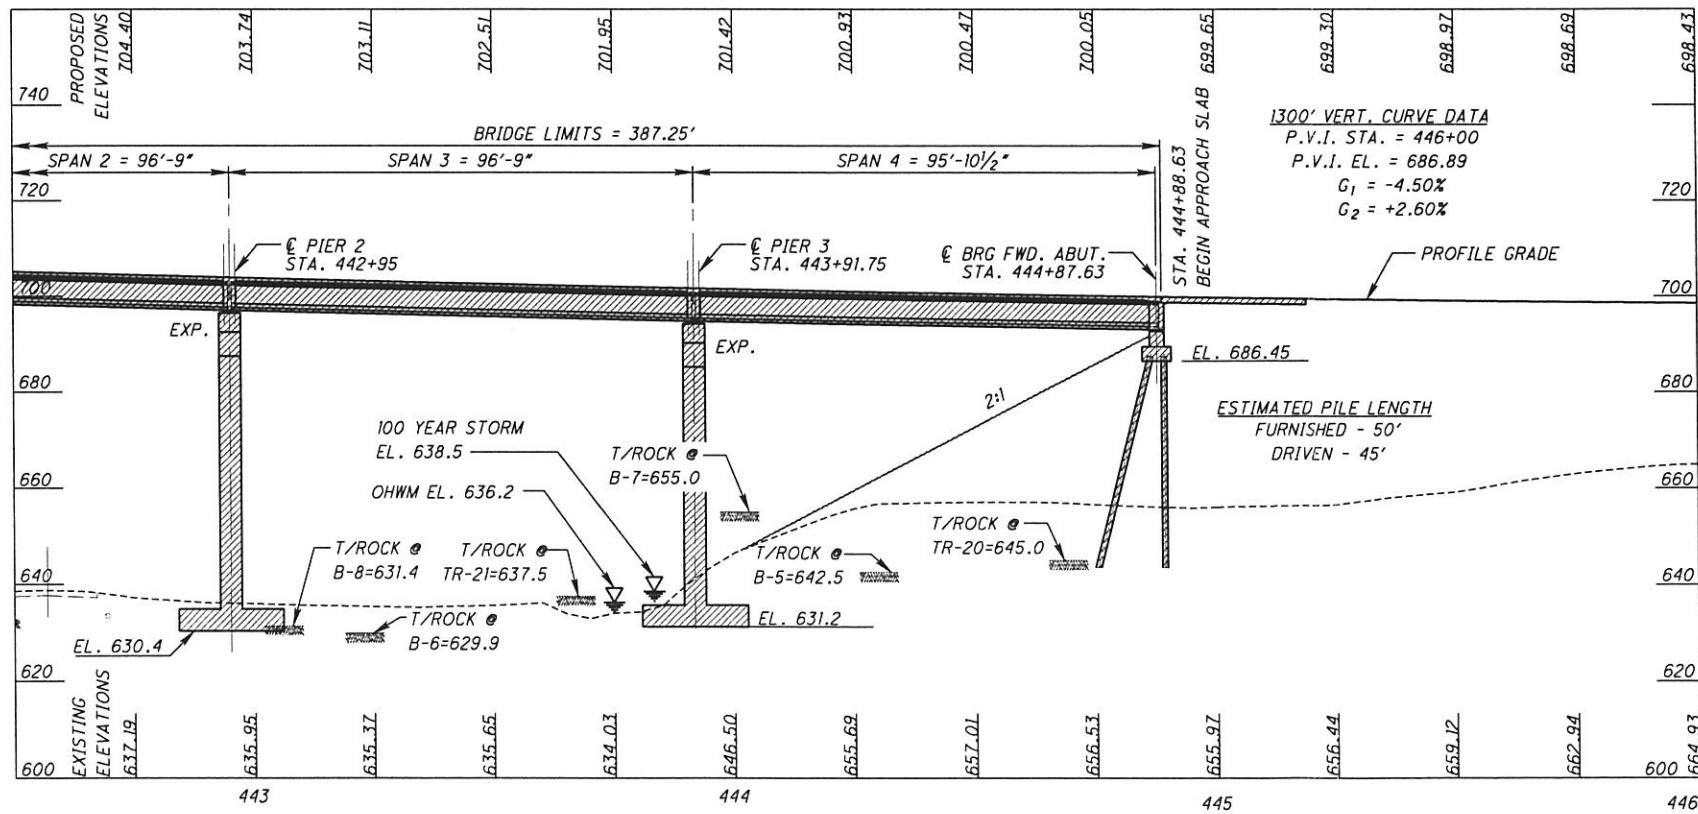 PROPOSED ELEVATIONS
704.40 703.74 703.11 702.51 701.95 701.42 700.93 700.47 700.05 699.65 699.30 698.97 698.69 698.43
740
BRIDGE LIMITS = 387.25'
SPAN 2 = 96'-9"
SPAN 3 = 96'-9"
SPAN 4 = 95'-10½"
STA. 444+88.63
BEGIN APPROACH SLAB
1300' VERT. CURVE DATA
P.V.I. STA. = 446+00
P.V.I. EL. = 686.89
G1 = -4.50%
G2 = +2.60%
720
720
℄ PIER 2
STA. 442+95
℄ PIER 3
STA. 443+91.75
℄ BRG FWD. ABUT.
STA. 444+87.63
PROFILE GRADE
700
700
EXP.
EXP.
EL. 686.45
680
680
2:1
ESTIMATED PILE LENGTH
FURNISHED - 50'
DRIVEN - 45'
100 YEAR STORM
EL. 638.5
OHWM EL. 636.2
T/ROCK @
B-7=655.0
660
660
T/ROCK @
B-8=631.4
T/ROCK @
TR-21=637.5
T/ROCK @
B-5=642.5
T/ROCK @
TR-20=645.0
640
640
T/ROCK @
B-6=629.9
EL. 630.4
EL. 631.2
620
620
EXISTING ELEVATIONS
637.19 635.95 635.37 635.65 634.03 646.50 655.69 657.01 656.53 655.97 656.44 659.12 662.94 664.93
600
600
443 444 445 446